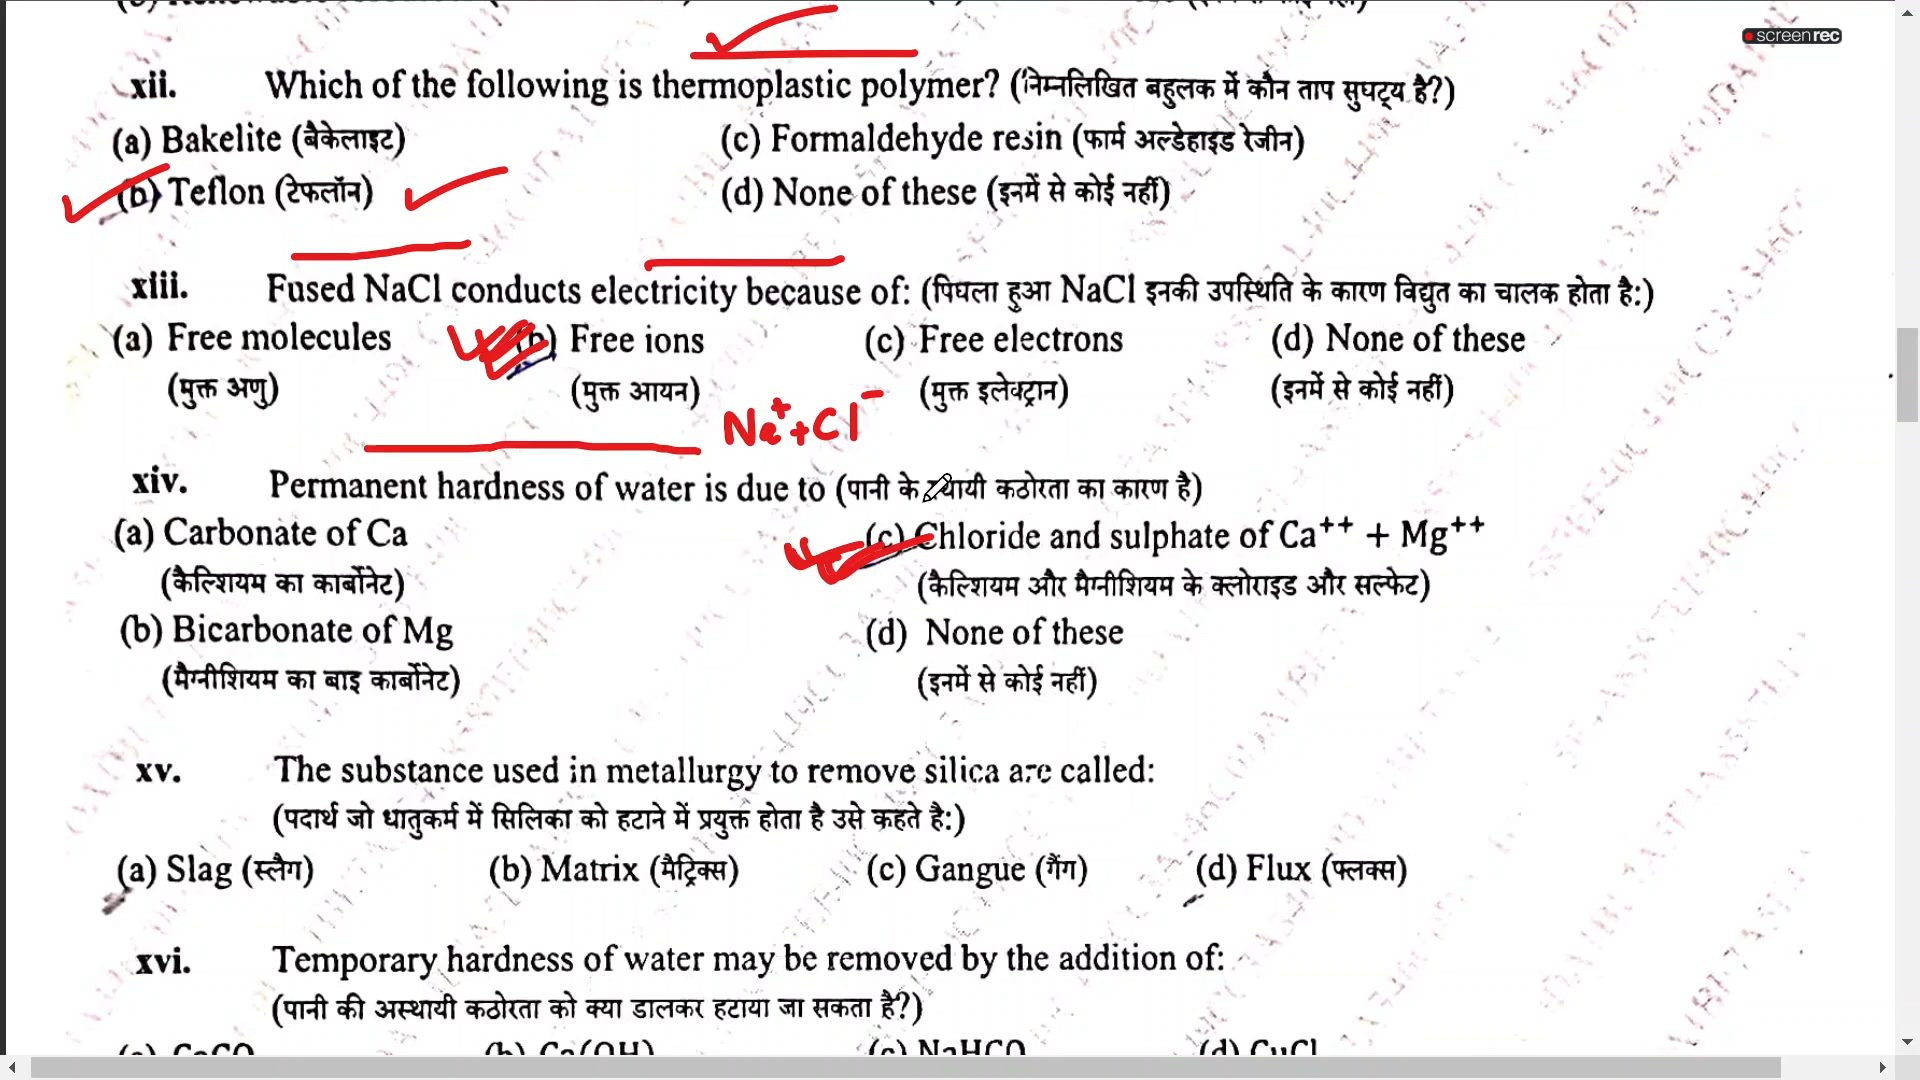 screenrec
xii. Which of the following is thermoplastic polymer? (निम्नलिखित बहुलक में कौन ताप सुघट्य है?)
(a) Bakelite (बैकेलाइट) (c) Formaldehyde resin (फार्म अल्डेहाइड रेजीन)
(b) Teflon (टेफलॉन) (d) None of these (इनमें से कोई नहीं)
xiii. Fused NaCl conducts electricity because of: (पिघला हुआ NaCl इनकी उपस्थिति के कारण विद्युत का चालक होता है:)
(a) Free molecules (b) Free ions (c) Free electrons (d) None of these
(मुक्त अणु) (मुक्त आयन) (मुक्त इलेक्ट्रान) (इनमें से कोई नहीं)
Na⁺+Cl⁻
xiv. Permanent hardness of water is due to (पानी के स्थायी कठोरता का कारण है)
(a) Carbonate of Ca (c) Chloride and sulphate of Ca⁺⁺ + Mg⁺⁺
(कैल्शियम का कार्बोनेट) (कैल्शियम और मैग्नीशियम के क्लोराइड और सल्फेट)
(b) Bicarbonate of Mg (d) None of these
(मैग्नीशियम का बाइ कार्बोनेट) (इनमें से कोई नहीं)
xv. The substance used in metallurgy to remove silica are called:
(पदार्थ जो धातुकर्म में सिलिका को हटाने में प्रयुक्त होता है उसे कहते है:)
(a) Slag (स्लैग) (b) Matrix (मैट्रिक्स) (c) Gangue (गैंग) (d) Flux (फ्लक्स)
xvi. Temporary hardness of water may be removed by the addition of:
(पानी की अस्थायी कठोरता को क्या डालकर हटाया जा सकता है?)